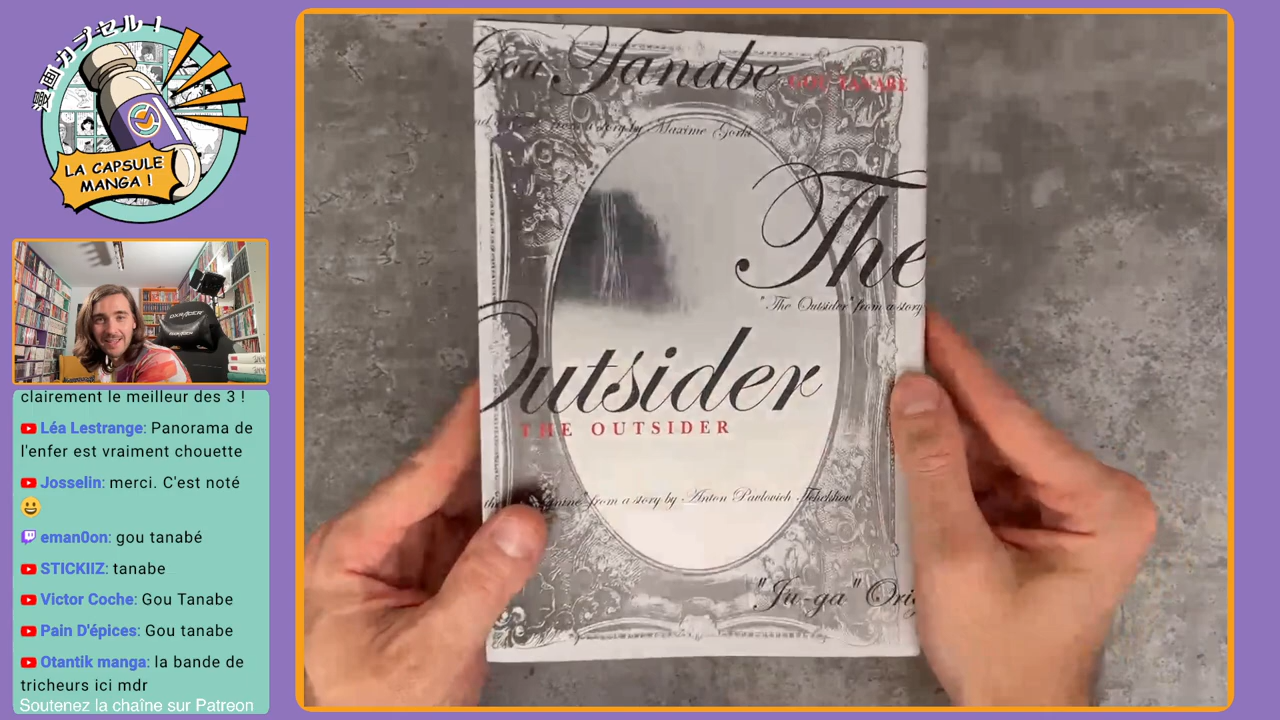 漫画カプセル!
LA CAPSULE
MANGA !
clairement le meilleur des 3 !
Léa Lestrange: Panorama de
l'enfer est vraiment chouette
Josselin: merci. C'est noté
😀
eman0on: gou tanabé
STICKIIZ: tanabe
Victor Coche: Gou Tanabe
Pain D'épices: Gou tanabe
Otantik manga: la bande de
tricheurs ici mdr
Soutenez la chaîne sur Patreon
Gou Tanabe GOU TANABE
from a story by Maxime Gorki
The
"The Outsider" from a story
Outsider
THE OUTSIDER
from a story by Anton Pavlovich Tchekhov
"Ju-ga" Orig